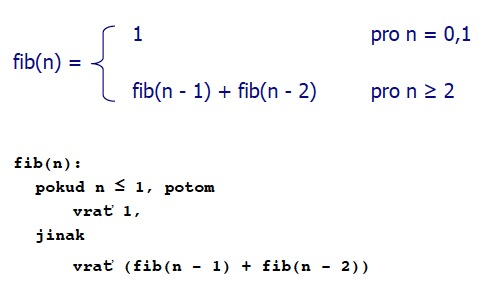 1 pro n = 0,1
fib(n) =
fib(n - 1) + fib(n - 2) pro n ≥ 2
fib(n):
pokud n ≤ 1, potom
vrať 1,
jinak
vrať (fib(n - 1) + fib(n - 2))